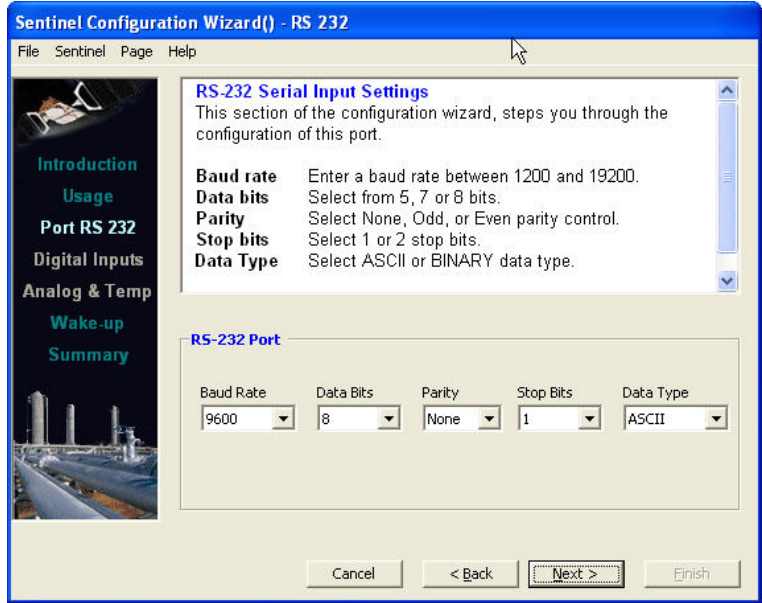 Sentinel Configuration Wizard() - RS 232
File Sentinel Page Help
Introduction
Usage
Port RS 232
Digital Inputs
Analog & Temp
Wake-up
Summary
RS-232 Serial Input Settings
This section of the configuration wizard, steps you through the
configuration of this port.
Baud rate Enter a baud rate between 1200 and 19200.
Data bits Select from 5, 7 or 8 bits.
Parity Select None, Odd, or Even parity control.
Stop bits Select 1 or 2 stop bits.
Data Type Select ASCII or BINARY data type.
RS-232 Port
Baud Rate Data Bits Parity Stop Bits Data Type
9600 8 None 1 ASCII
Cancel < Back Next > Finish